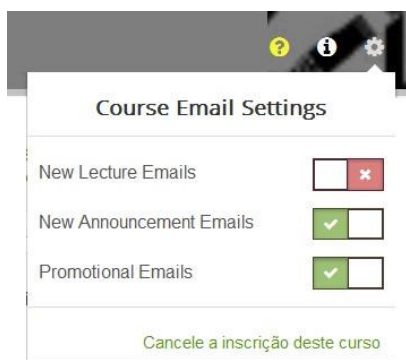 Course Email Settings
New Lecture Emails
New Announcement Emails
Promotional Emails
Cancele a inscrição deste curso